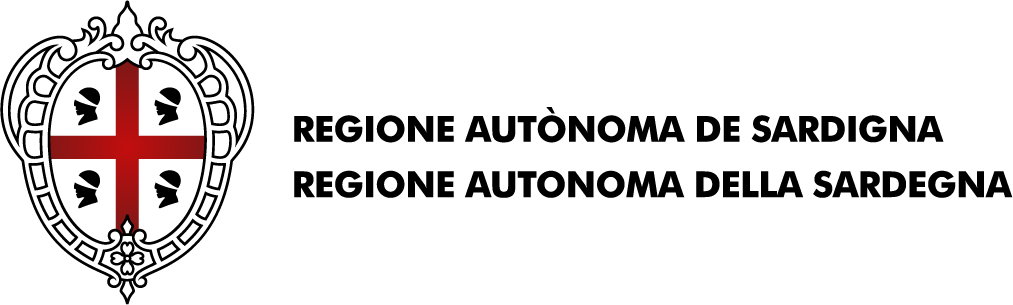 REGIONE AUTÒNOMA DE SARDIGNA
REGIONE AUTONOMA DELLA SARDEGNA